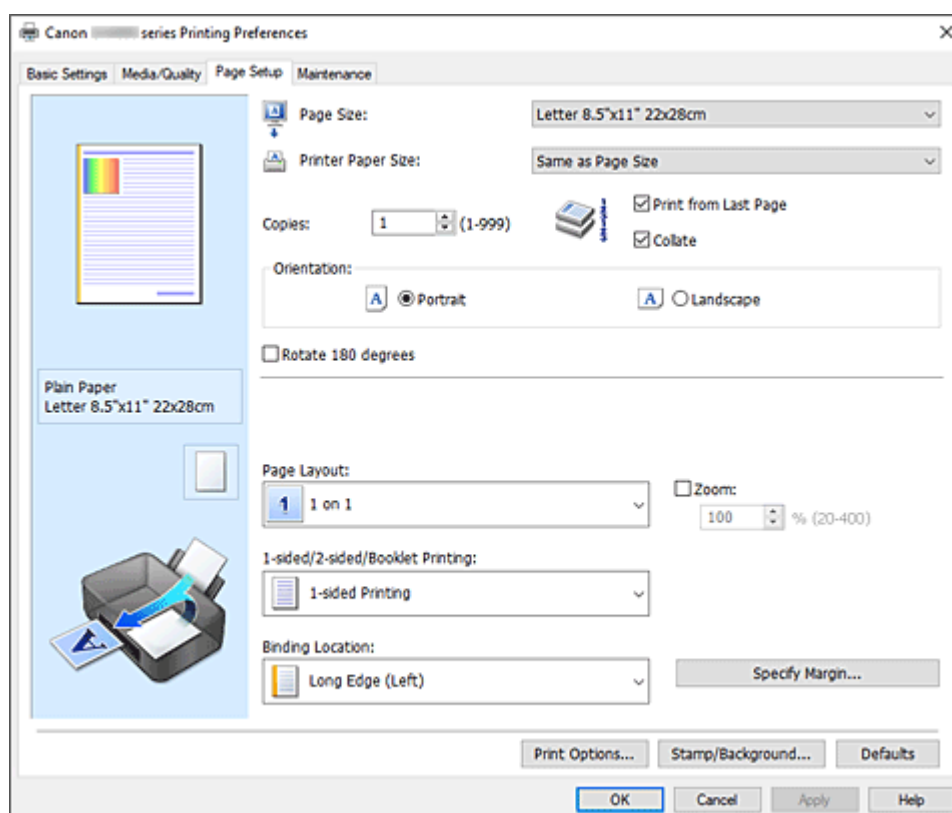 Canon series Printing Preferences
Basic Settings Media/Quality Page Setup Maintenance
Page Size: Letter 8.5"x11" 22x28cm
Printer Paper Size: Same as Page Size
Copies: 1 (1-999) Print from Last Page
Collate
Orientation:
A Portrait A Landscape
Rotate 180 degrees
Plain Paper
Letter 8.5"x11" 22x28cm
Page Layout:
1 1 on 1
Zoom:
100 % (20-400)
1-sided/2-sided/Booklet Printing:
1-sided Printing
Binding Location:
Long Edge (Left) Specify Margin...
A
Print Options... Stamp/Background... Defaults
OK Cancel Apply Help